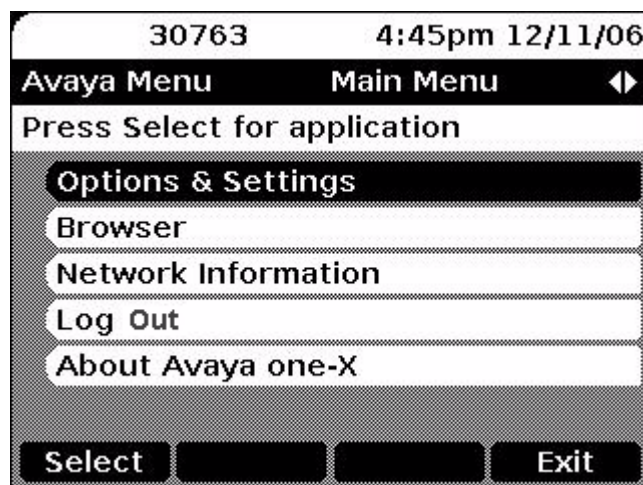 30763 4:45pm 12/11/06
Avaya Menu Main Menu
Press Select for application
Options & Settings
Browser
Network Information
Log Out
About Avaya one-X
Select Exit